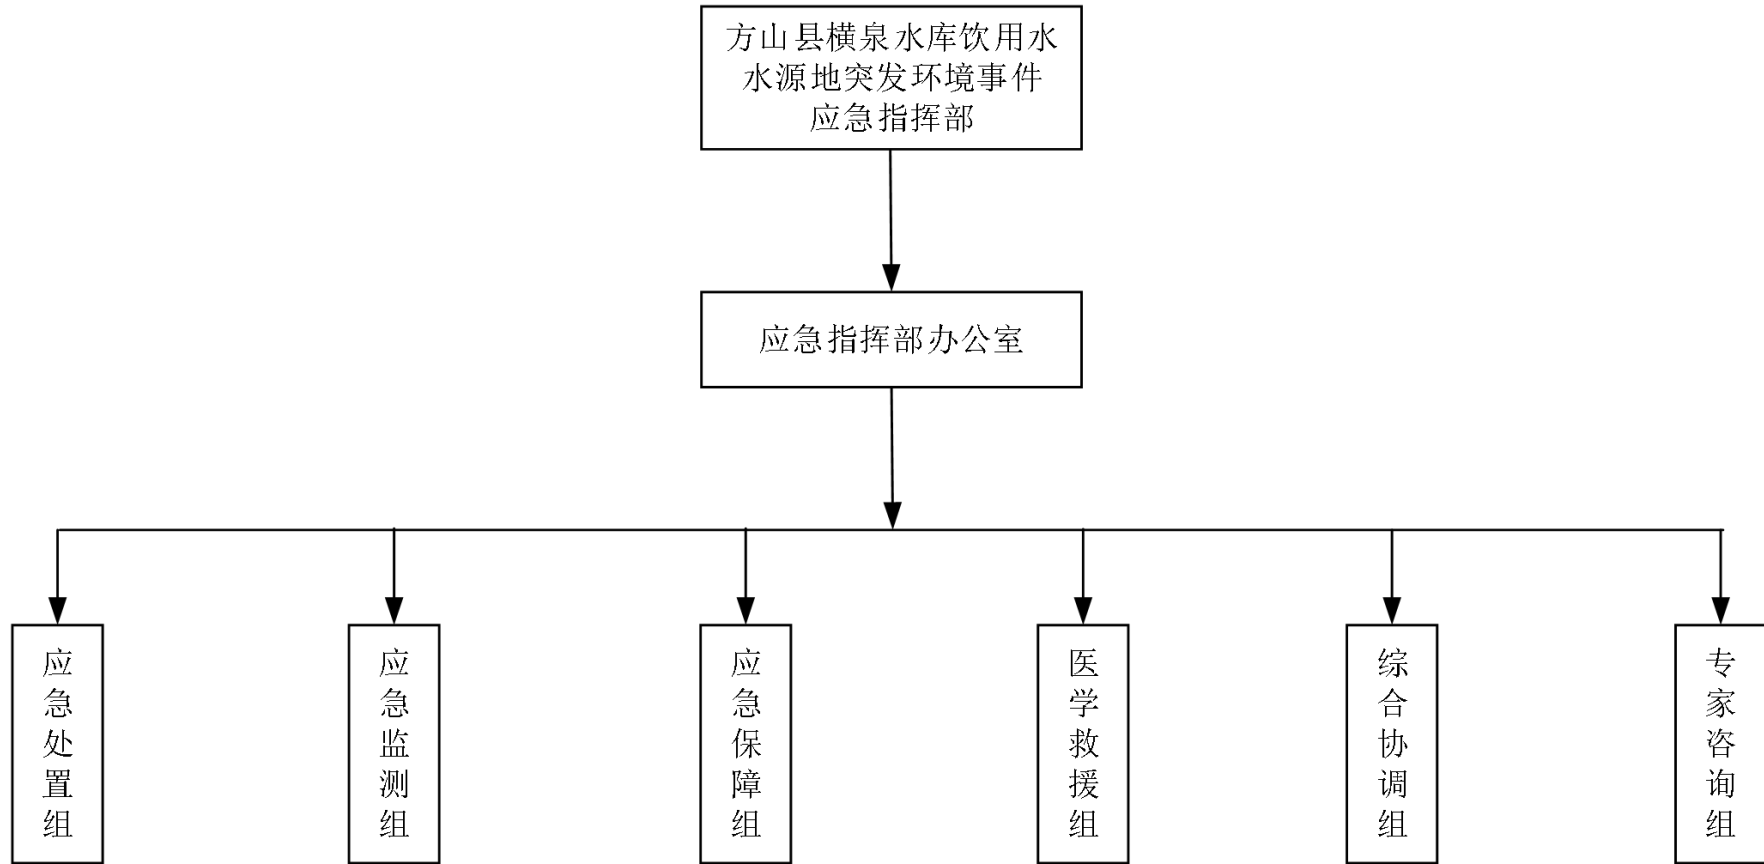 方山县横泉水库饮用水
水源地突发环境事件
应急指挥部
应急指挥部办公室
应急处置组
应急监测组
应急保障组
医学救援组
综合协调组
专家咨询组